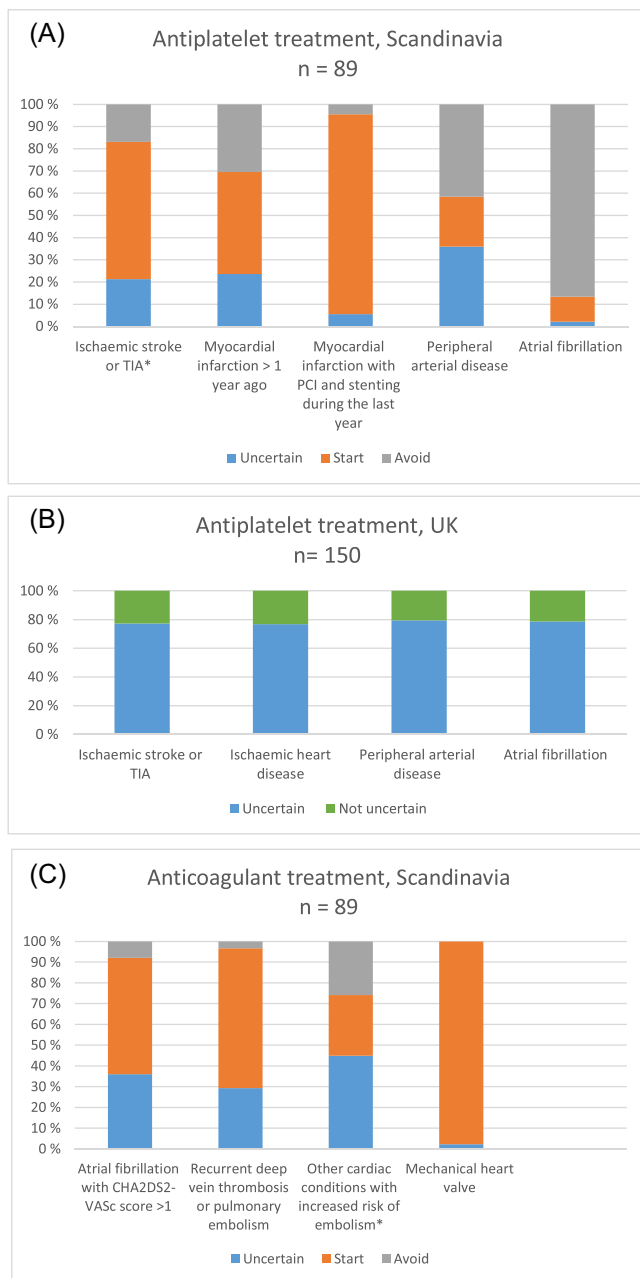 (A)
Antiplatelet treatment, Scandinavia
n = 89
100 %
90 %
80 %
70 %
60 %
50 %
40 %
30 %
20 %
10 %
0 %
Ischaemic stroke
or TIA*
Myocardial
infarction > 1
year ago
Myocardial
infarction with
PCI and stenting
during the last
year
Peripheral
arterial disease
Atrial fibrillation
Uncertain
Start
Avoid
(B)
Antiplatelet treatment, UK
n= 150
100 %
80 %
60 %
40 %
20 %
0 %
Ischaemic stroke or
TIA
Ischaemic heart
disease
Peripheral arterial
disease
Atrial fibrillation
Uncertain
Not uncertain
(C)
Anticoagulant treatment, Scandinavia
n = 89
100 %
90 %
80 %
70 %
60 %
50 %
40 %
30 %
20 %
10 %
0 %
Atrial fibrillation
with CHA2DS2-
VASc score >1
Recurrent deep
vein thrombosis
or pulmonary
embolism
Other cardiac
conditions with
increased risk of
embolism*
Mechanical heart
valve
Uncertain
Start
Avoid